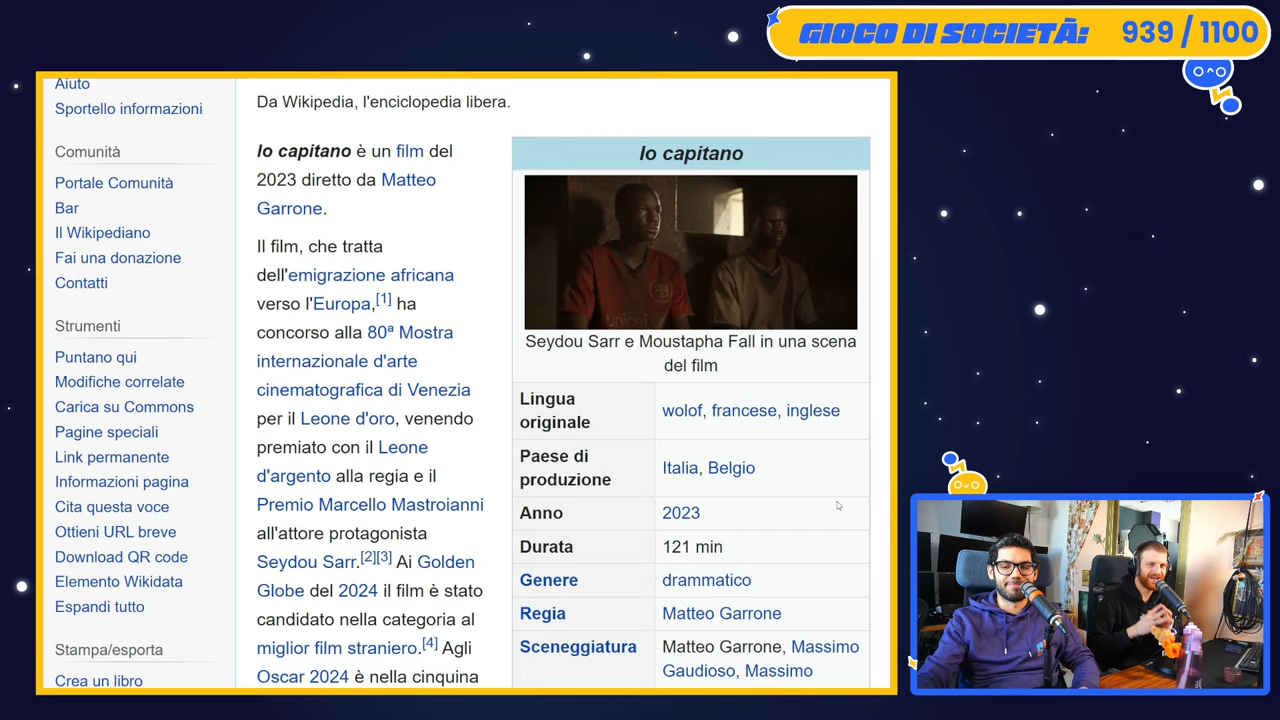 GIOCO DI SOCIETÀ: 939 / 1100
Aiuto
Sportello informazioni
Comunità
Portale Comunità
Bar
Il Wikipediano
Fai una donazione
Contatti
Strumenti
Puntano qui
Modifiche correlate
Carica su Commons
Pagine speciali
Link permanente
Informazioni pagina
Cita questa voce
Ottieni URL breve
Download QR code
Elemento Wikidata
Espandi tutto
Stampa/esporta
Crea un libro
Da Wikipedia, l'enciclopedia libera.
Io capitano è un film del
2023 diretto da Matteo
Garrone.
Il film, che tratta
dell'emigrazione africana
verso l'Europa,[1] ha
concorso alla 80ª Mostra
internazionale d'arte
cinematografica di Venezia
per il Leone d'oro, venendo
premiato con il Leone
d'argento alla regia e il
Premio Marcello Mastroianni
all'attore protagonista
Seydou Sarr.[2][3] Ai Golden
Globe del 2024 il film è stato
candidato nella categoria al
miglior film straniero.[4] Agli
Oscar 2024 è nella cinquina
Io capitano
unicef
Seydou Sarr e Moustapha Fall in una scena
del film
Lingua
originale
wolof, francese, inglese
Paese di
produzione
Italia, Belgio
Anno
2023
Durata
121 min
Genere
drammatico
Regia
Matteo Garrone
Sceneggiatura
Matteo Garrone, Massimo
Gaudioso, Massimo